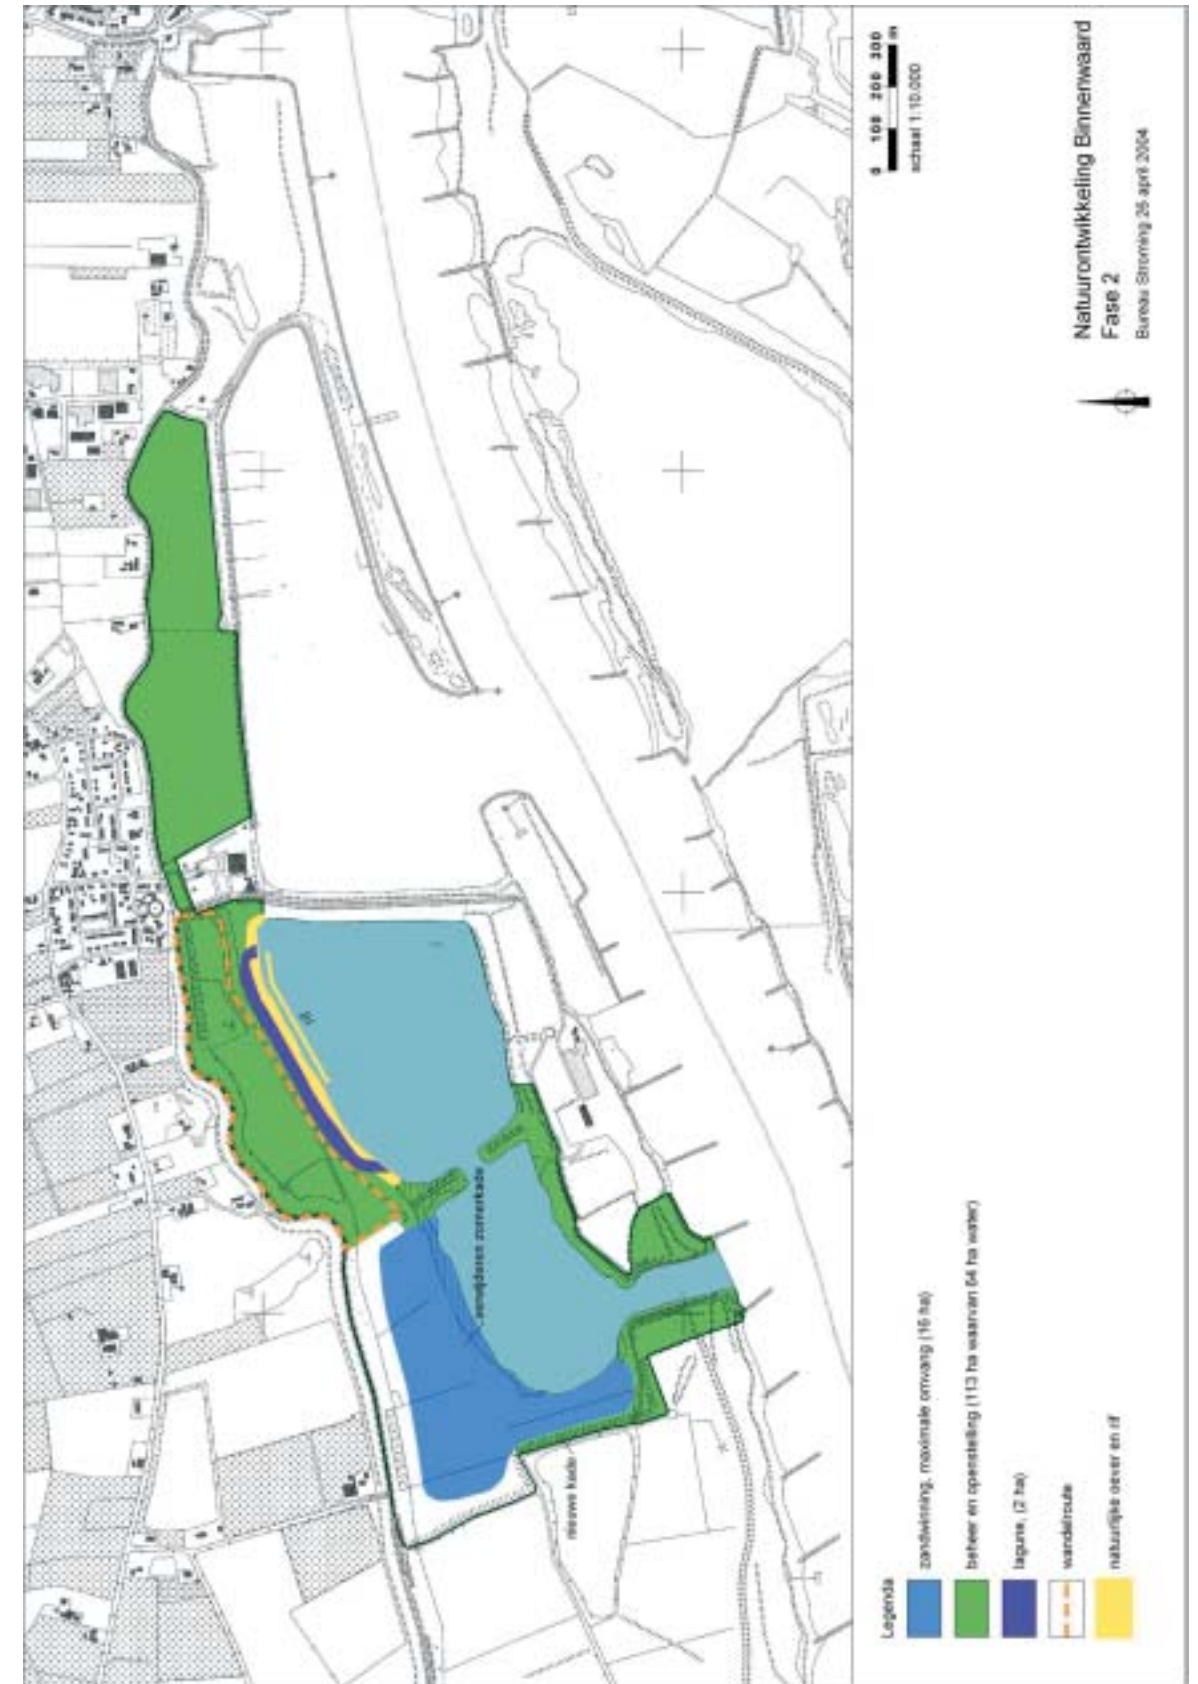 verwijderen zomerkade
nieuwe kade
Legenda
zandwinning, maximale omvang (16 ha)
beheer en openstelling (113 ha waarvan 64 ha water)
lagune, (2 ha)
wandelroute
natuurlijke oever en rif
0 100 200 300 m
schaal 1:10.000
Natuurontwikkeling Binnenwaard
Fase 2
Bureau Stroming 26 april 2004